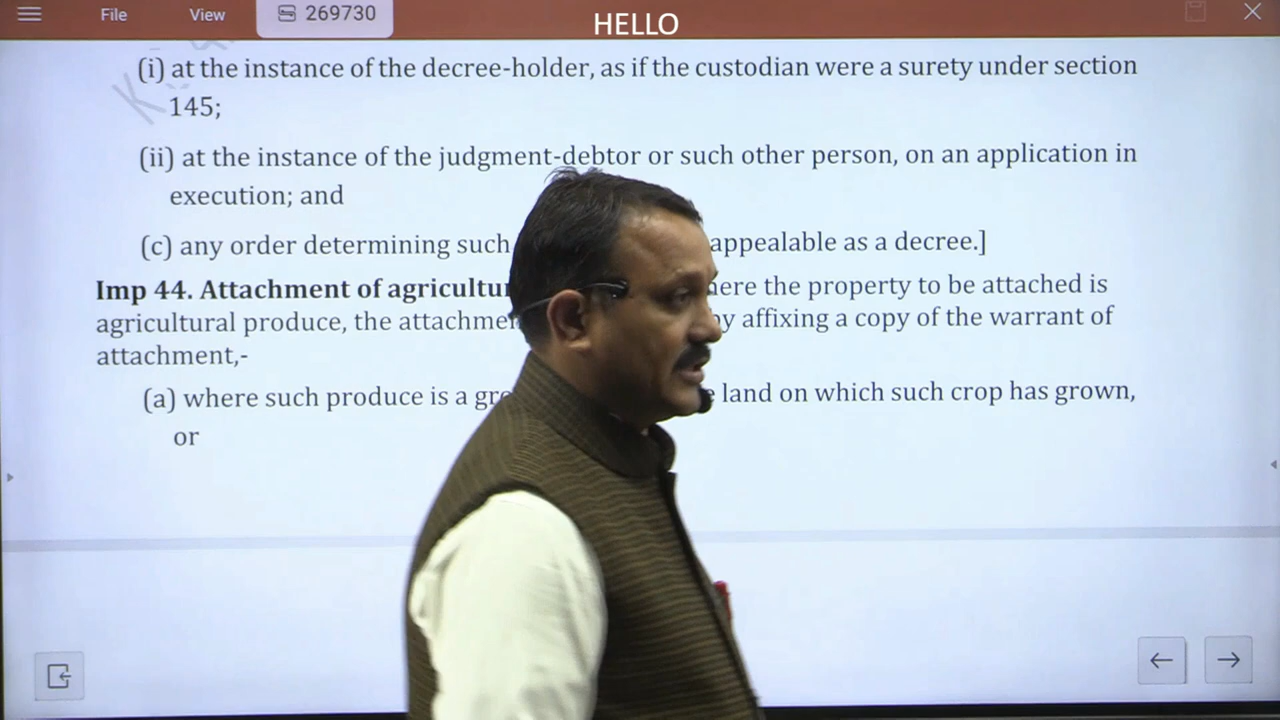 File View 269730
HELLO
(i) at the instance of the decree-holder, as if the custodian were a surety under section
145;
(ii) at the instance of the judgment-debtor or such other person, on an application in
execution; and
(c) any order determining such appealable as a decree.]
Imp 44. Attachment of the property to be attached is
agricultural produce, the affixing a copy of the warrant of
attachment,-
(a) where such produce is a land on which such crop has grown,
or